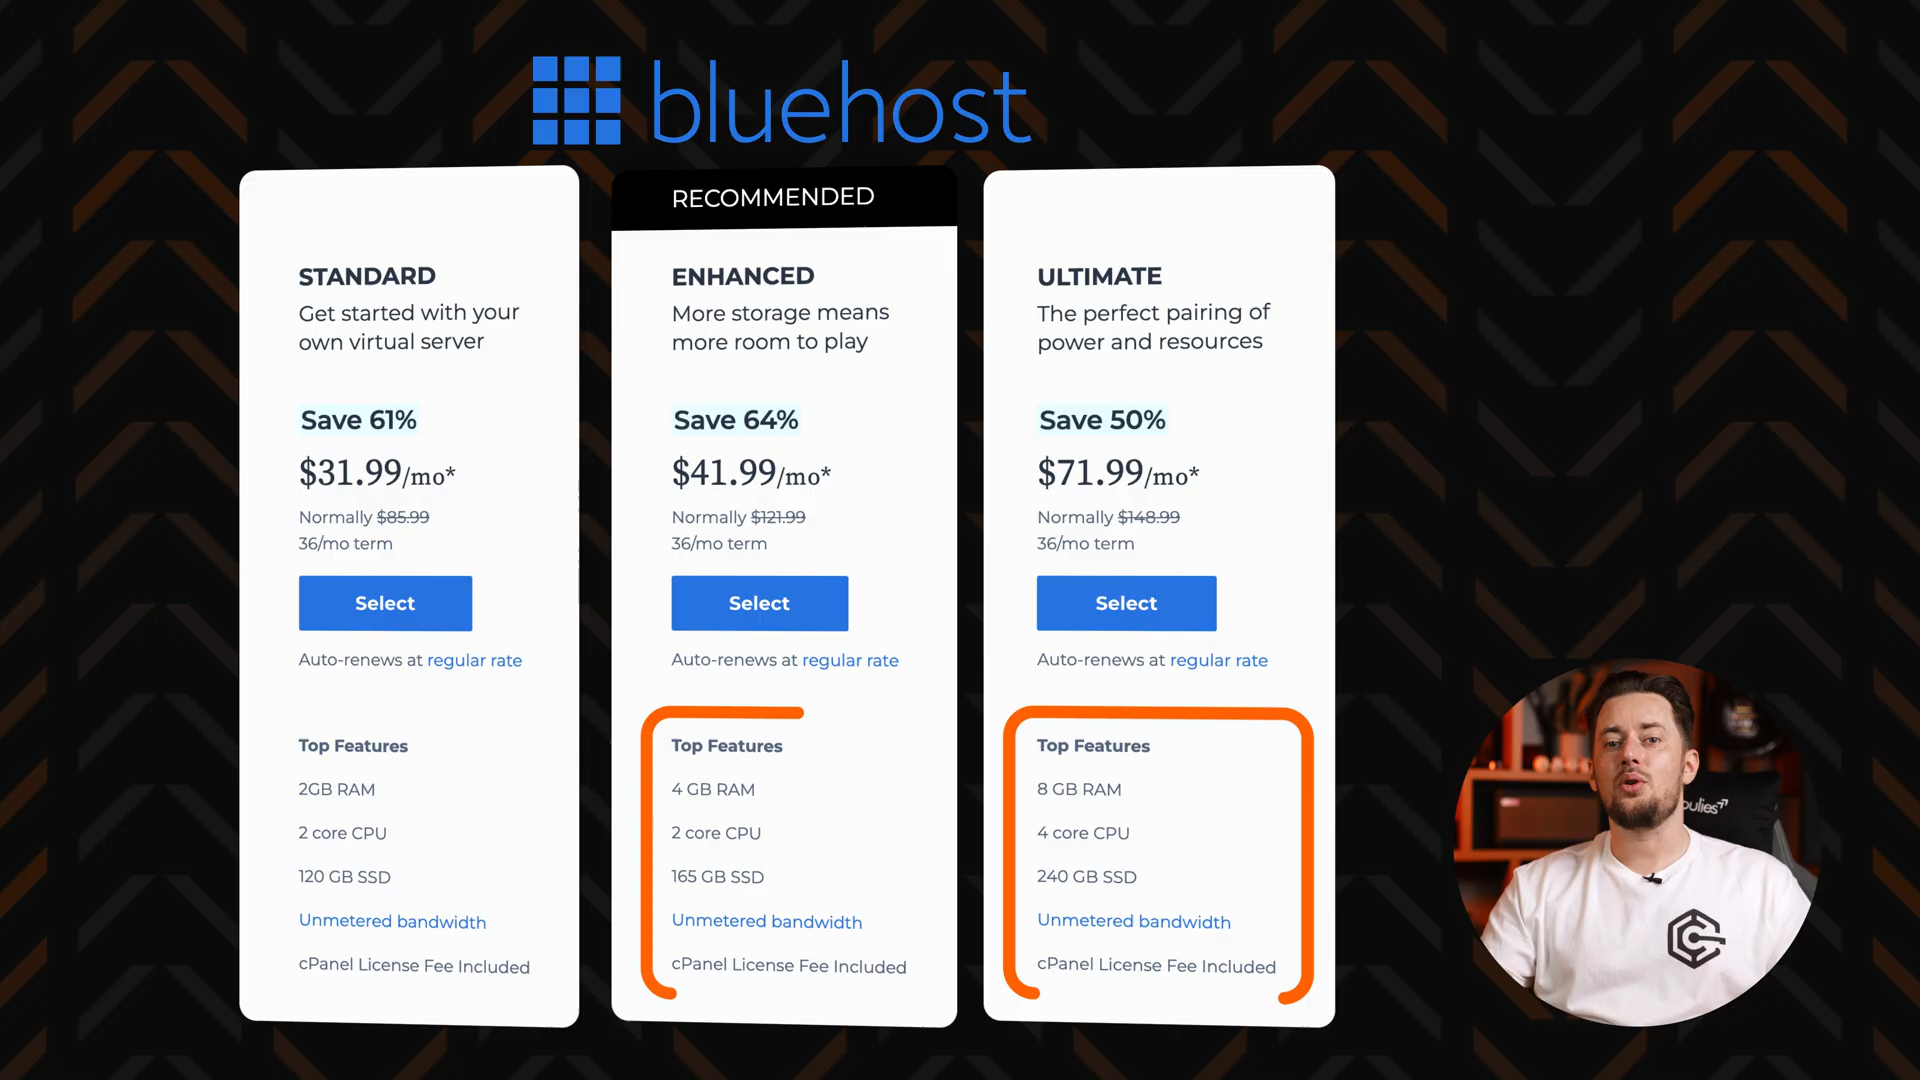 bluehost
STANDARD
Get started with your
own virtual server
Save 61%
$31.99/mo*
Normally $85.99
36/mo term
Select
Auto-renews at regular rate
Top Features
2GB RAM
2 core CPU
120 GB SSD
Unmetered bandwidth
cPanel License Fee Included
RECOMMENDED
ENHANCED
More storage means
more room to play
Save 64%
$41.99/mo*
Normally $121.99
36/mo term
Select
Auto-renews at regular rate
Top Features
4 GB RAM
2 core CPU
165 GB SSD
Unmetered bandwidth
cPanel License Fee Included
ULTIMATE
The perfect pairing of
power and resources
Save 50%
$71.99/mo*
Normally $148.99
36/mo term
Select
Auto-renews at regular rate
Top Features
8 GB RAM
4 core CPU
240 GB SSD
Unmetered bandwidth
cPanel License Fee Included